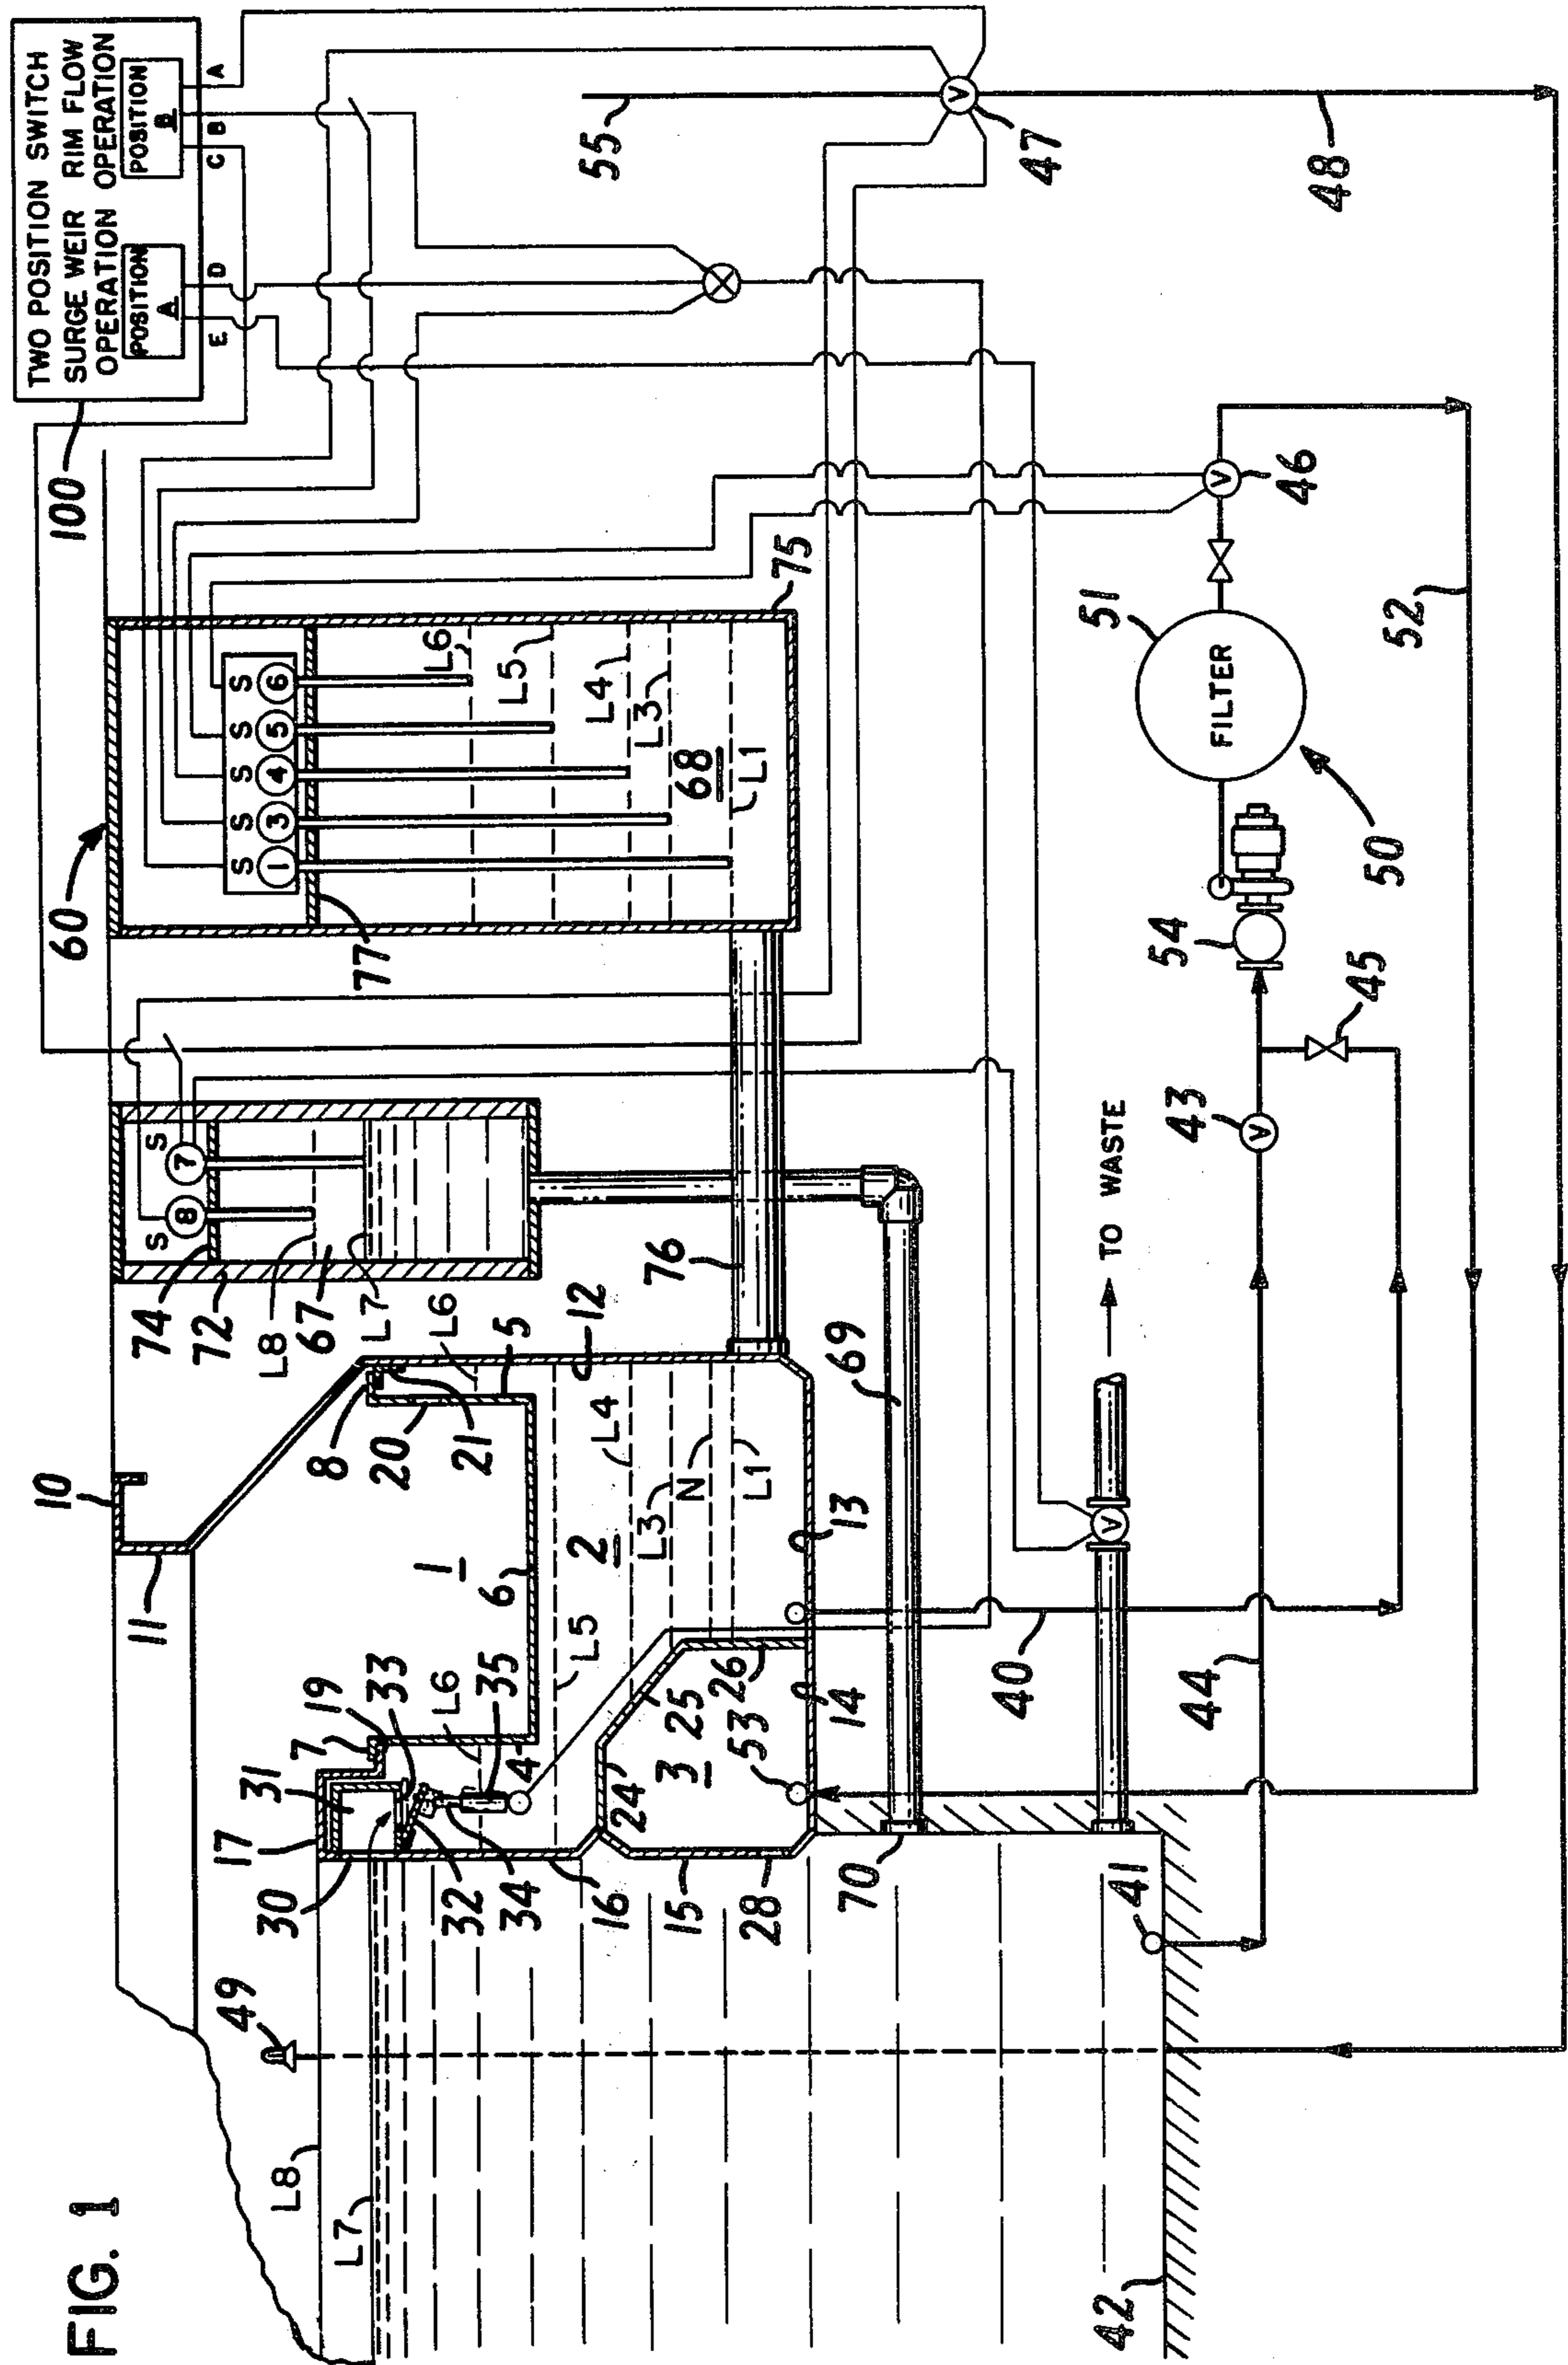 FIG. 1
TWO POSITION SWITCH
SURGE WEIR RIM FLOW
OPERATION OPERATION
POSITION
A
POSITION
B
E
D
C
B
A
100
60
10
11
49
L8
L7
17
31
7
19
33
30
32
34
35
L6
4
16
15
28
24
25
3
26
53
14
L5
1
6
2
L4
L3
N
L1
13
8
20
21
5
12
L6
74
72
67
L8
L7
S
8
S
7
76
69
70
77
S
1
S
3
S
4
S
5
S
6
L6
L5
L4
L3
68
L1
75
55
47
V
48
V
46
FILTER
51
50
54
45
43
V
52
V
TO WASTE
40
44
41
42